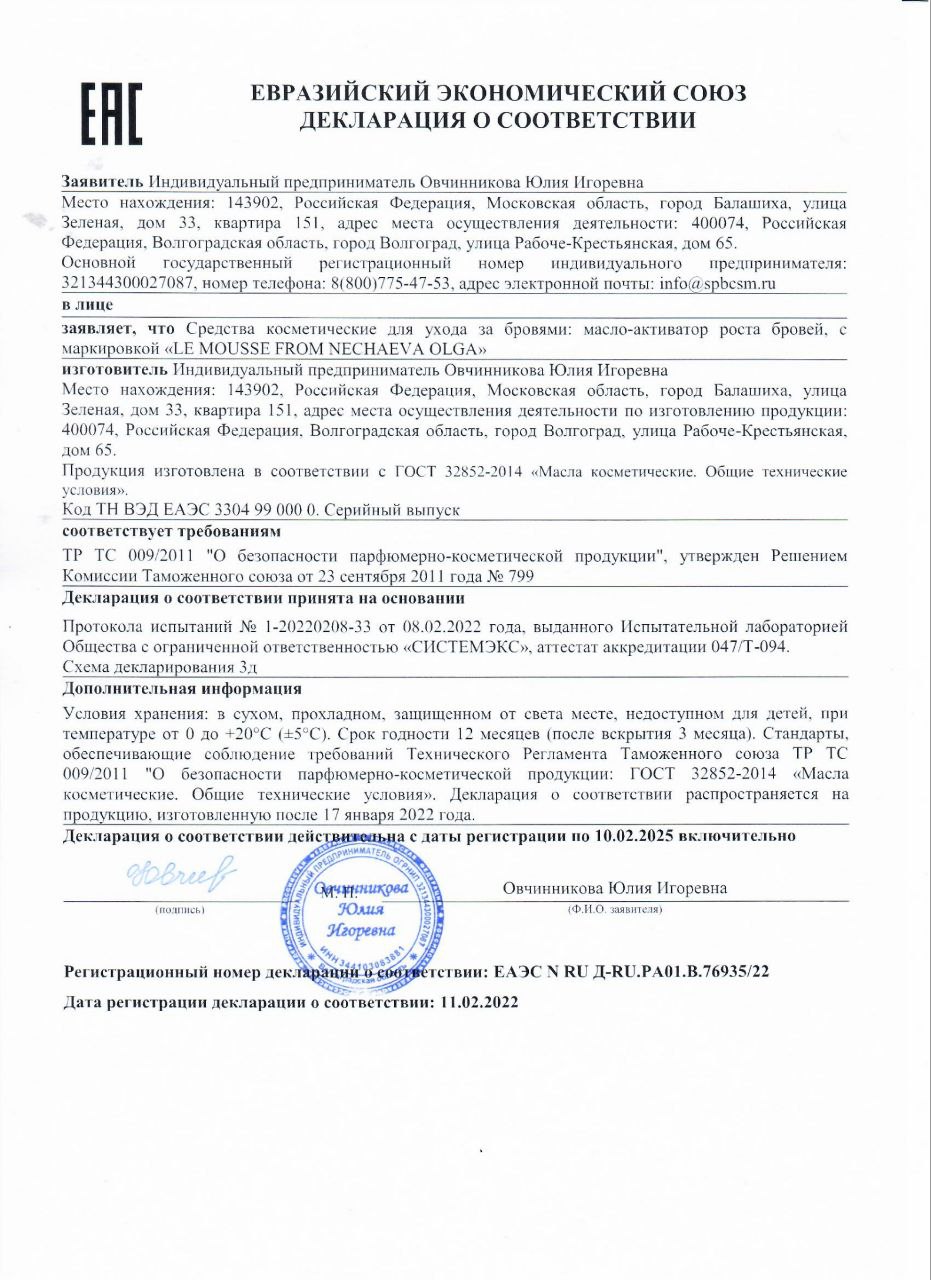 EAC
ЕВРАЗИЙСКИЙ ЭКОНОМИЧЕСКИЙ СОЮЗ
ДЕКЛАРАЦИЯ О СООТВЕТСТВИИ
Заявитель Индивидуальный предприниматель Овчинникова Юлия Игоревна
Место нахождения: 143902, Российская Федерация, Московская область, город Балашиха, улица
Зеленая, дом 33, квартира 151, адрес места осуществления деятельности: 400074, Российская
Федерация, Волгоградская область, город Волгоград, улица Рабоче-Крестьянская, дом 65.
Основной государственный регистрационный номер индивидуального предпринимателя:
321344300027087, номер телефона: 8(800)775-47-53, адрес электронной почты: info@spbcsm.ru
в лице
заявляет, что Средства косметические для ухода за бровями: масло-активатор роста бровей, с
маркировкой «LE MOUSSE FROM NECHAEVA OLGA»
изготовитель Индивидуальный предприниматель Овчинникова Юлия Игоревна
Место нахождения: 143902, Российская Федерация, Московская область, город Балашиха, улица
Зеленая, дом 33, квартира 151, адрес места осуществления деятельности по изготовлению продукции:
400074, Российская Федерация, Волгоградская область, город Волгоград, улица Рабоче-Крестьянская,
дом 65.
Продукция изготовлена в соответствии с ГОСТ 32852-2014 «Масла косметические. Общие технические
условия».
Код ТН ВЭД ЕАЭС 3304 99 000 0. Серийный выпуск
соответствует требованиям
ТР ТС 009/2011 "О безопасности парфюмерно-косметической продукции", утвержден Решением
Комиссии Таможенного союза от 23 сентября 2011 года № 799
Декларация о соответствии принята на основании
Протокола испытаний № 1-20220208-33 от 08.02.2022 года, выданного Испытательной лабораторией
Общества с ограниченной ответственностью «СИСТЕМЭКС», аттестат аккредитации 047/Т-094.
Схема декларирования 3д
Дополнительная информация
Условия хранения: в сухом, прохладном, защищенном от света месте, недоступном для детей, при
температуре от 0 до +20°С (±5°С). Срок годности 12 месяцев (после вскрытия 3 месяца). Стандарты,
обеспечивающие соблюдение требований Технического Регламента Таможенного союза ТР ТС
009/2011 "О безопасности парфюмерно-косметической продукции: ГОСТ 32852-2014 «Масла
косметические. Общие технические условия». Декларация о соответствии распространяется на
продукцию, изготовленную после 17 января 2022 года.
Декларация о соответствии действительна с даты регистрации по 10.02.2025 включительно
ИНДИВИДУАЛЬНЫЙ ПРЕДПРИНИМАТЕЛЬ ОГРНИП 321344300027087
Овчинникова
Юлия
Игоревна
ИНН 344103083881
Волгоградская область
М. П.
Овчинникова Юлия Игоревна
(подпись)
(Ф.И.О. заявителя)
Регистрационный номер декларации о соответствии: ЕАЭС N RU Д-RU.РА01.В.76935/22
Дата регистрации декларации о соответствии: 11.02.2022